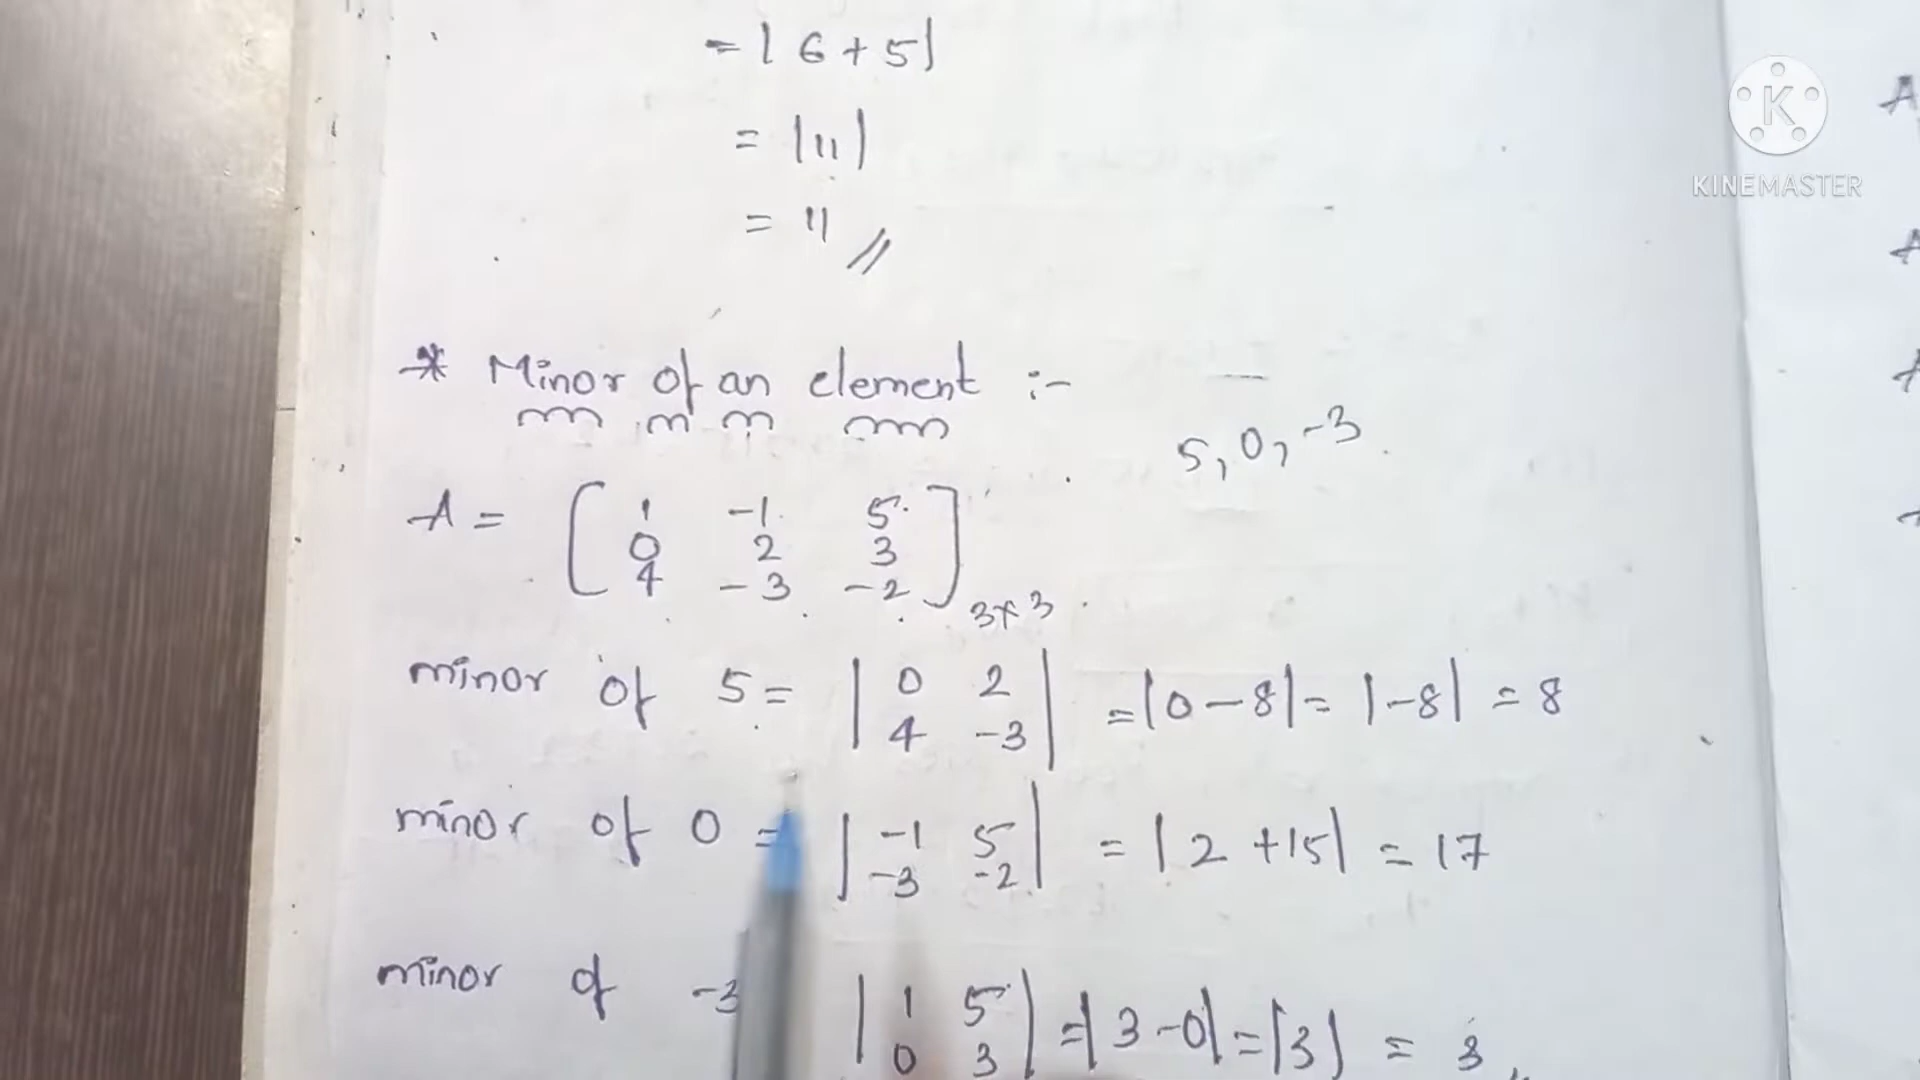 = | 6 + 5 |
= | 11 |
= 11 //
KINEMASTER
* Minor of an element :-
5, 0, -3
A = [ 1 -1 5
0 2 3
4 -3 -2 ] 3×3
minor of 5 = | 0 2
4 -3 | = |0 - 8| = |-8| = 8
minor of 0 = | -1 5
-3 -2 | = | 2 + 15 | = 17
minor of -3 | 1 5
0 3 | = | 3 - 0 | = |3| = 3